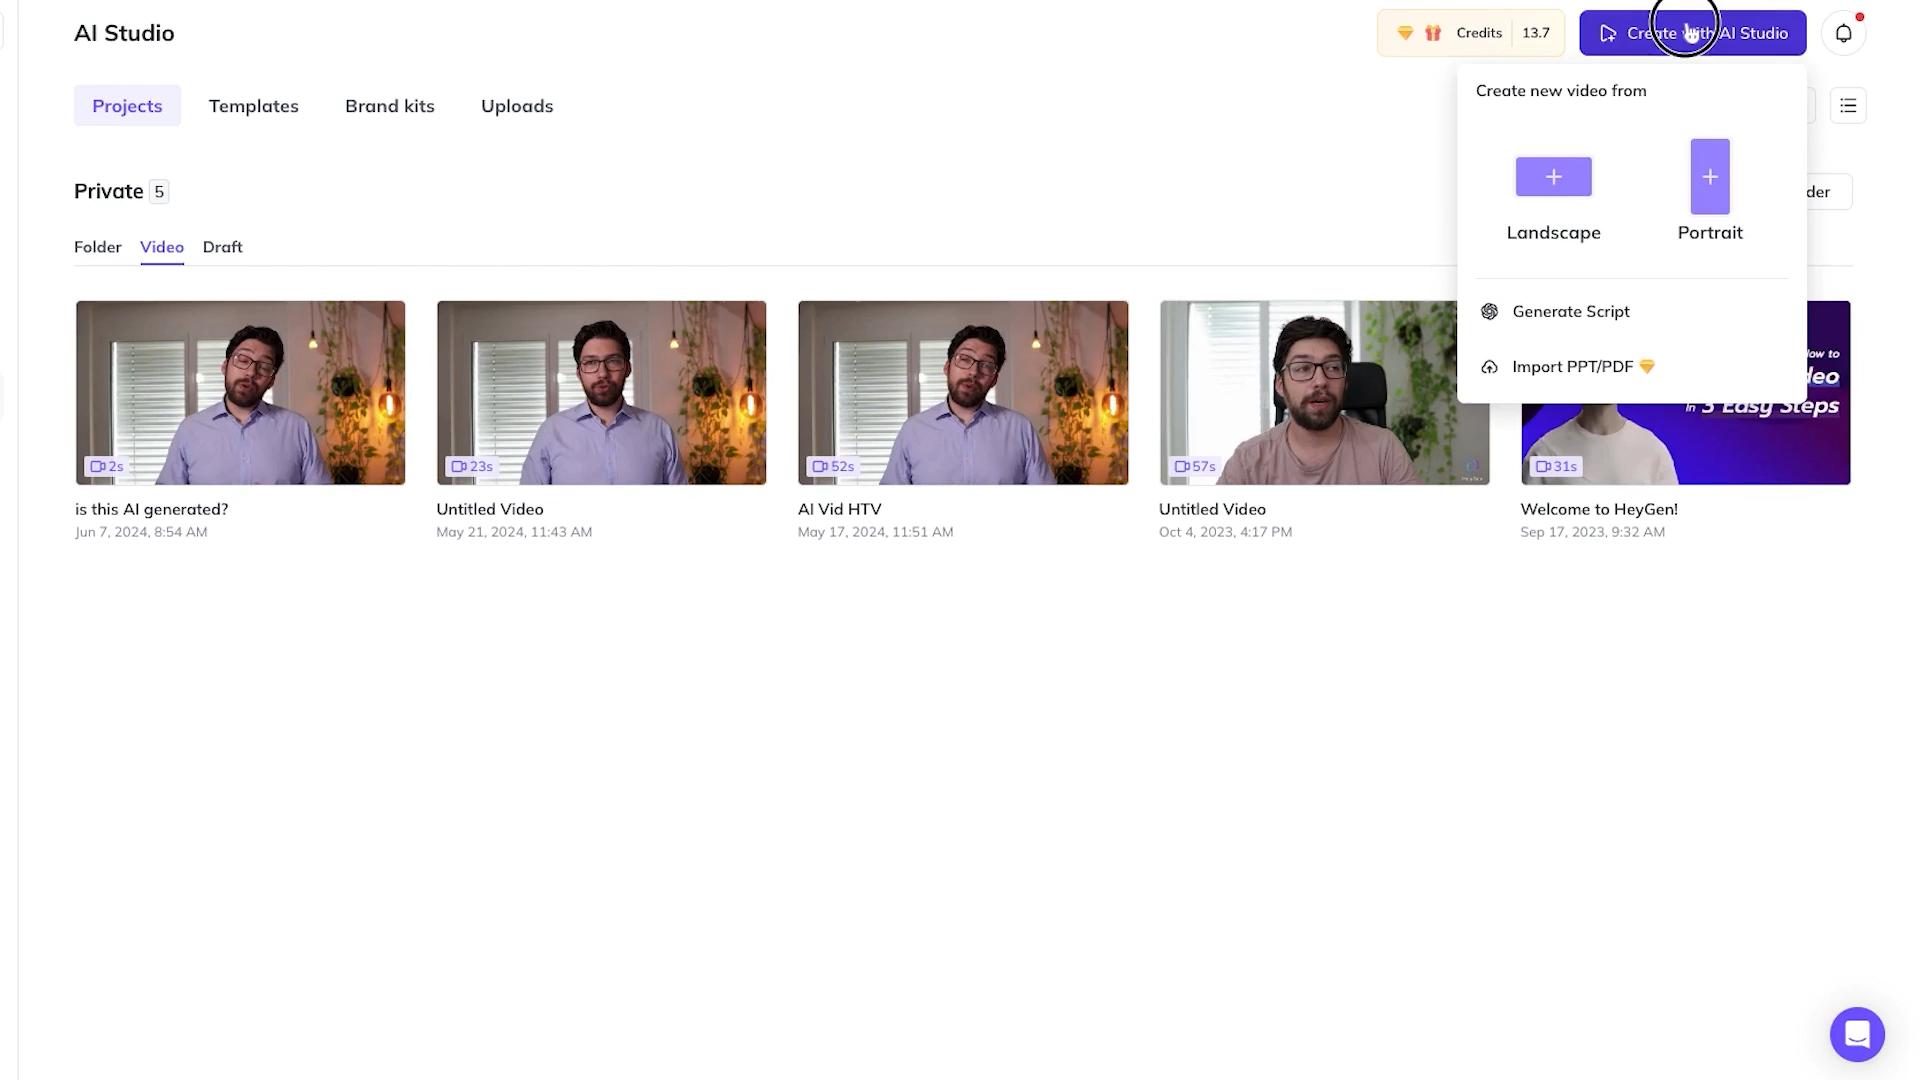 AI Studio
Credits 13.7
Create with AI Studio
Projects Templates Brand kits Uploads
Create new video from
Landscape Portrait
Generate Script
Import PPT/PDF
Private 5
Folder Video Draft
2s
23s
52s
57s
31s
in 3 Easy Steps
is this AI generated?
Jun 7, 2024, 8:54 AM
Untitled Video
May 21, 2024, 11:43 AM
AI Vid HTV
May 17, 2024, 11:51 AM
Untitled Video
Oct 4, 2023, 4:17 PM
Welcome to HeyGen!
Sep 17, 2023, 9:32 AM